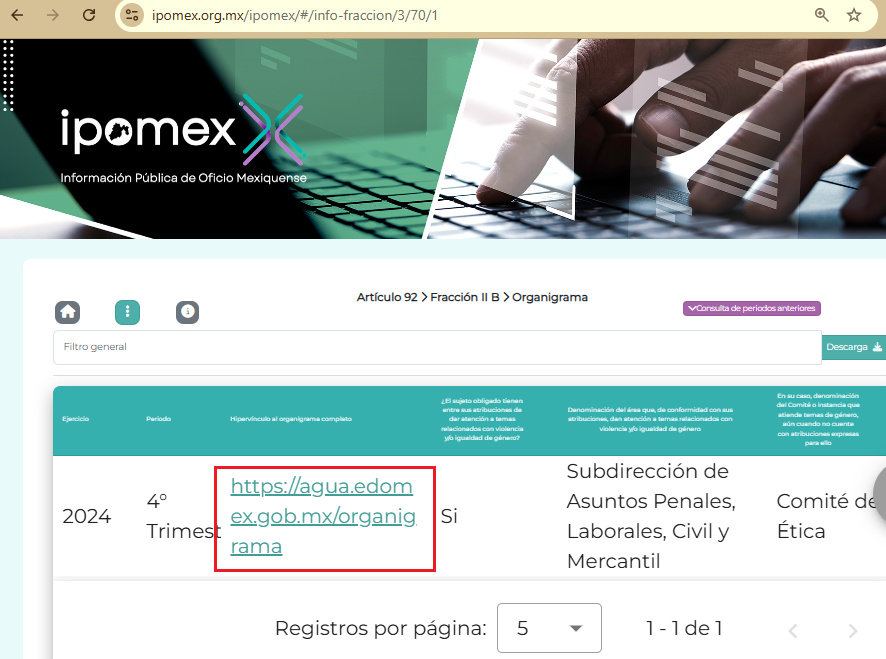 ipomex.org.mx/ipomex/#/info-fraccion/3/70/1
ipomex
Información Pública de Oficio Mexiquense
Artículo 92 > Fracción II B > Organigrama
Consulta de periodos anteriores
Filtro general
Descarga
Ejercicio
Periodo
Hipervínculo al organigrama completo
¿El sujeto obligado tienen
entre sus atribuciones de
dar atención a temas
relacionados con violencia
y/o igualdad de género?
Denominación del área que, de conformidad con sus
atribuciones, dan atención a temas relacionados con
violencia y/o igualdad de género
En su caso, denominación
del Comité o instancia que
atiende temas de género,
aún cuando no cuenta
con atribuciones expresas
para ello
2024
4°
Trimest
https://agua.edom
ex.gob.mx/organig
rama
Si
Subdirección de
Asuntos Penales,
Laborales, Civil y
Mercantil
Comité de
Ética
Registros por página: 5 1 - 1 de 1